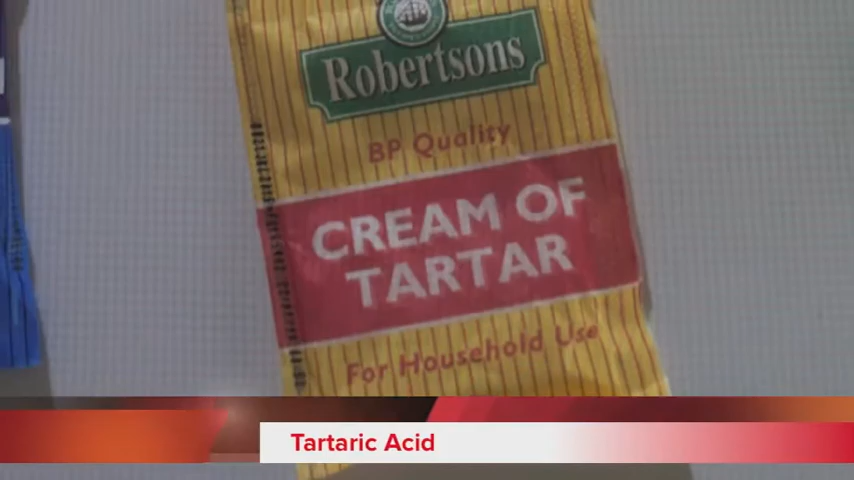 Robertsons
BP Quality
CREAM OF
TARTAR
For Household Use
Tartaric Acid